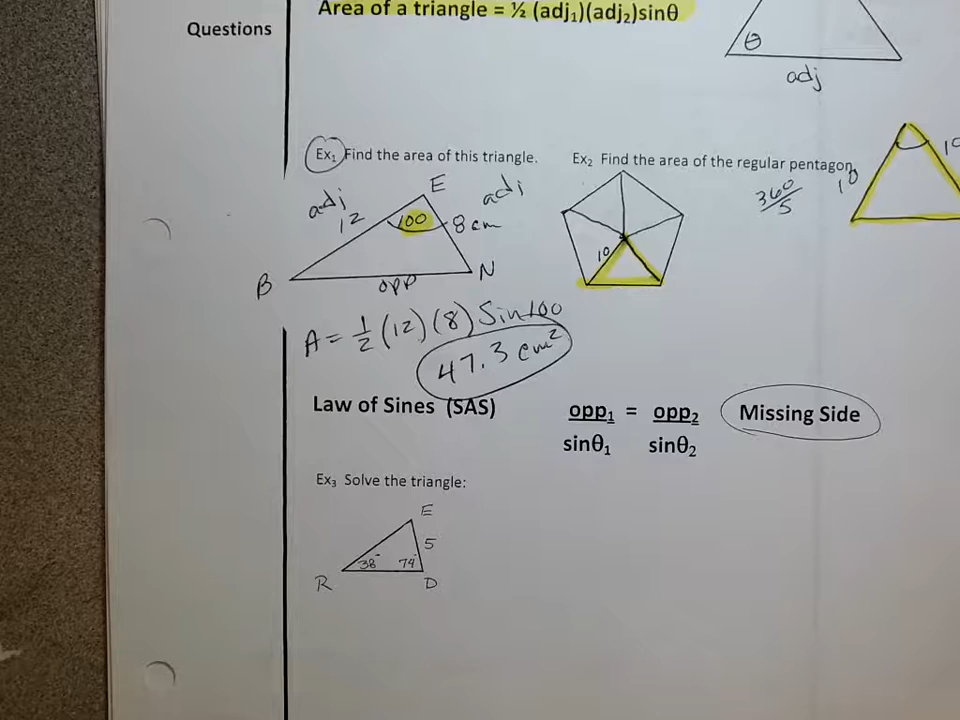 Area of a triangle = ½ (adj₁)(adj₂)sinθ
Questions
θ
adj
Ex₁ Find the area of this triangle.
Ex₂ Find the area of the regular pentagon.
360/5
10
10
adj
E
adj
12
100
8 cm
B
opp
N
10
A = 1/2 (12)(8) Sin100
47.3 cm²
Law of Sines (SAS)
opp₁ = opp₂
sinθ₁ sinθ₂
Missing Side
Ex₃ Solve the triangle:
E
5
38°
R
D